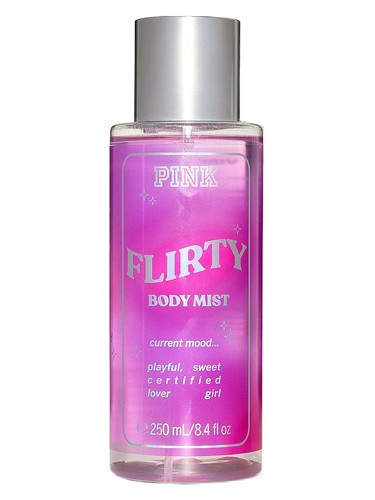 PINK
FLIRTY
BODY MIST
current mood...
playful, sweet
certified
lover girl
℮ 250 mL/8.4 fl oz